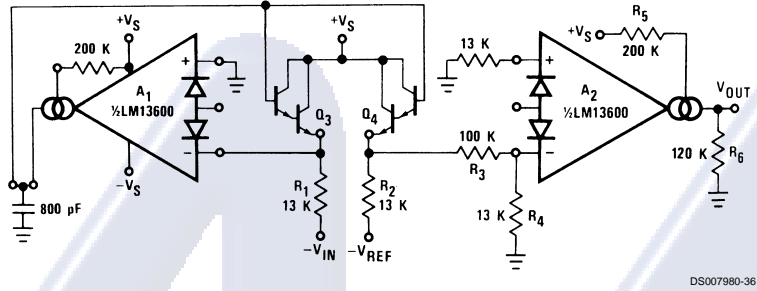 +VS
200 K
A1
½LM13600
+
−
−VS
800 pF
+VS
Q3
Q4
R1
13 K
R2
13 K
−VIN
−VREF
13 K
100 K
R3
13 K
R4
+
−
A2
½LM13600
+VS
R5
200 K
VOUT
120 K
R6
DS007980-36